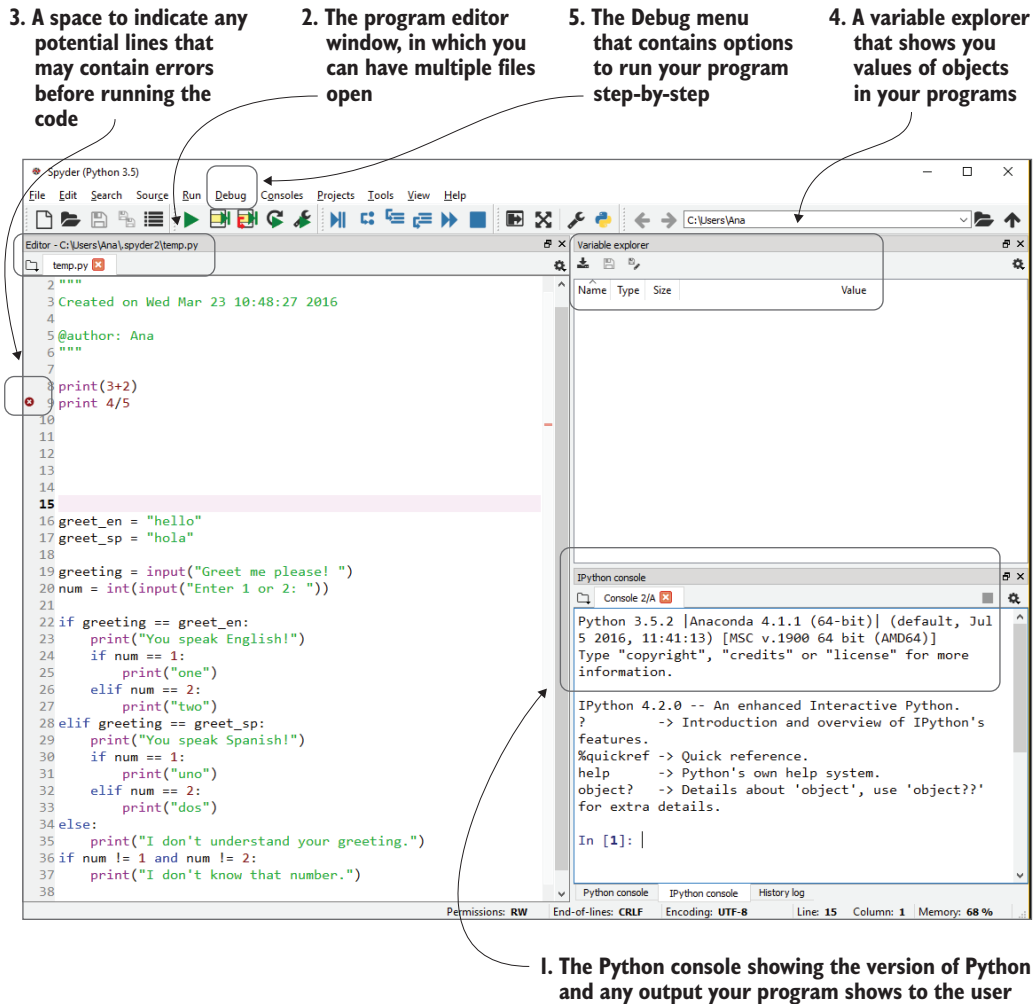 3. A space to indicate any
potential lines that
may contain errors
before running the
code
2. The program editor
window, in which you
can have multiple files
open
5. The Debug menu
that contains options
to run your program
step-by-step
4. A variable explorer
that shows you
values of objects
in your programs
Spyder (Python 3.5)
File Edit Search Source Run Debug Consoles Projects Tools View Help
C:\Users\Ana
Editor - C:\Users\Ana\.spyder2\temp.py
temp.py
2 """
3 Created on Wed Mar 23 10:48:27 2016
4
5 @author: Ana
6 """
7
8 print(3+2)
9 print 4/5
10
11
12
13
14
15
16 greet_en = "hello"
17 greet_sp = "hola"
18
19 greeting = input("Greet me please! ")
20 num = int(input("Enter 1 or 2: "))
21
22 if greeting == greet_en:
23     print("You speak English!")
24     if num == 1:
25         print("one")
26     elif num == 2:
27         print("two")
28 elif greeting == greet_sp:
29     print("You speak Spanish!")
30     if num == 1:
31         print("uno")
32     elif num == 2:
33         print("dos")
34 else:
35     print("I don't understand your greeting.")
36 if num != 1 and num != 2:
37     print("I don't know that number.")
38
Variable explorer
Name Type Size Value
IPython console
Console 2/A
Python 3.5.2 |Anaconda 4.1.1 (64-bit)| (default, Jul
5 2016, 11:41:13) [MSC v.1900 64 bit (AMD64)]
Type "copyright", "credits" or "license" for more
information.
IPython 4.2.0 -- An enhanced Interactive Python.
?         -> Introduction and overview of IPython's
features.
%quickref -> Quick reference.
help      -> Python's own help system.
object?   -> Details about 'object', use 'object??'
for extra details.
In [1]:
Python console IPython console History log
Permissions: RW End-of-lines: CRLF Encoding: UTF-8 Line: 15 Column: 1 Memory: 68 %
1. The Python console showing the version of Python
and any output your program shows to the user